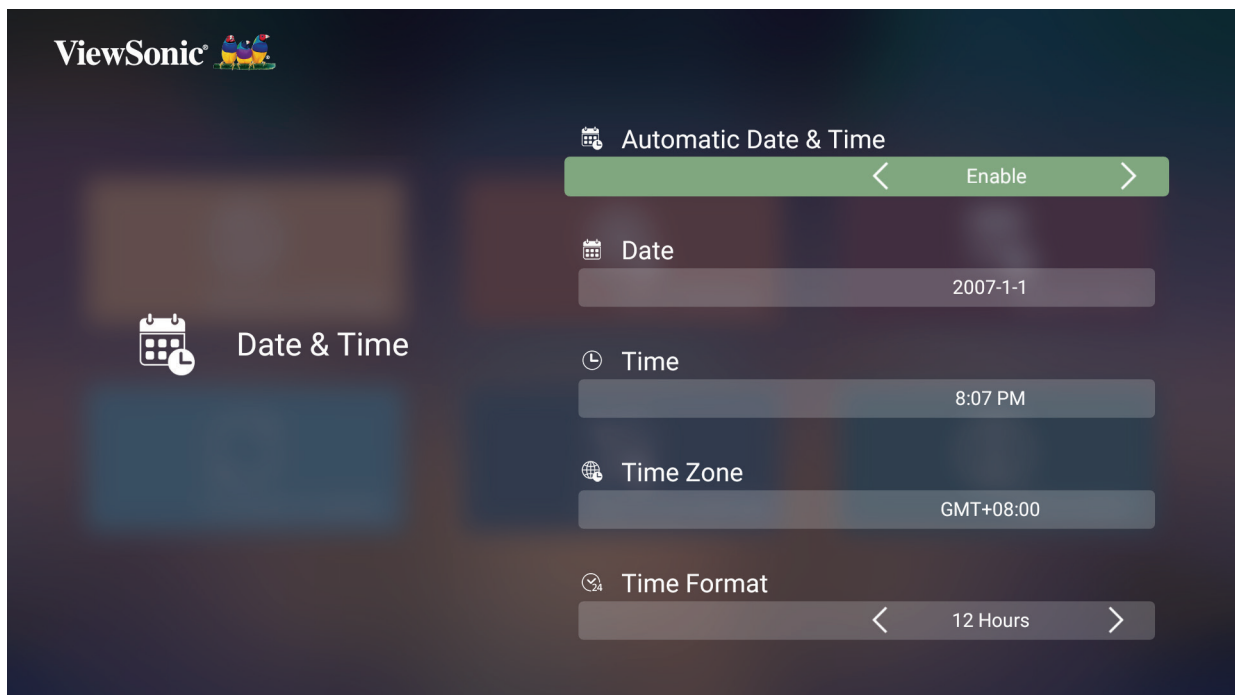 ViewSonic®
Automatic Date & Time
Enable
Date
2007-1-1
Date & Time
Time
8:07 PM
Time Zone
GMT+08:00
24
Time Format
12 Hours